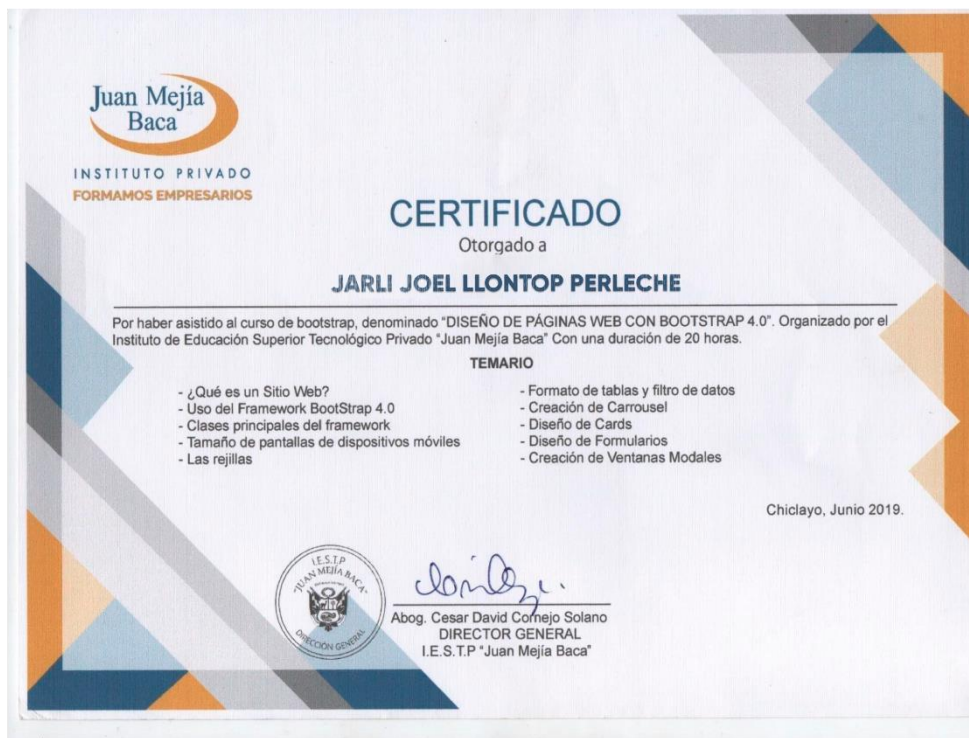 Juan Mejía
Baca
INSTITUTO PRIVADO
FORMAMOS EMPRESARIOS
CERTIFICADO
Otorgado a
JARLI JOEL LLONTOP PERLECHE
Por haber asistido al curso de bootstrap, denominado "DISEÑO DE PÁGINAS WEB CON BOOTSTRAP 4.0". Organizado por el
Instituto de Educación Superior Tecnológico Privado "Juan Mejía Baca" Con una duración de 20 horas.
TEMARIO
- ¿Qué es un Sitio Web?
- Uso del Framework BootStrap 4.0
- Clases principales del framework
- Tamaño de pantallas de dispositivos móviles
- Las rejillas
- Formato de tablas y filtro de datos
- Creación de Carrousel
- Diseño de Cards
- Diseño de Formularios
- Creación de Ventanas Modales
Chiclayo, Junio 2019.
I.E.S.T.P
"JUAN MEJÍA BACA"
DIRECCIÓN GENERAL
Abog. Cesar David Cornejo Solano
DIRECTOR GENERAL
I.E.S.T.P "Juan Mejía Baca"